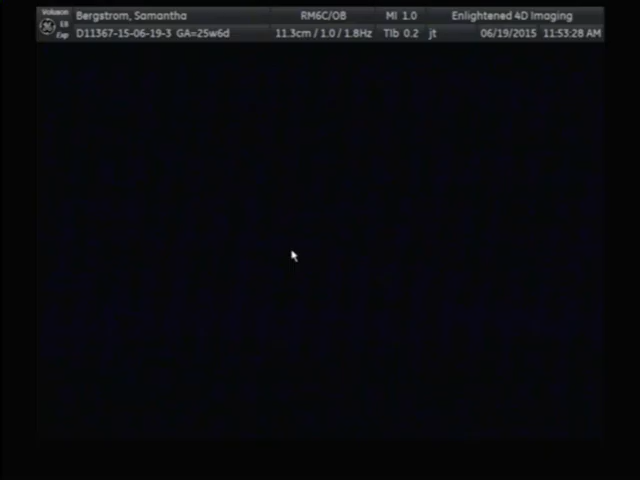 Voluson Bergstrom, Samantha RM6C/OB MI 1.0 Enlightened 4D Imaging
E8 Exp D11367-15-06-19-3 GA=25w6d 11.3cm / 1.0 / 1.8Hz TIb 0.2 jt 06/19/2015 11:53:28 AM